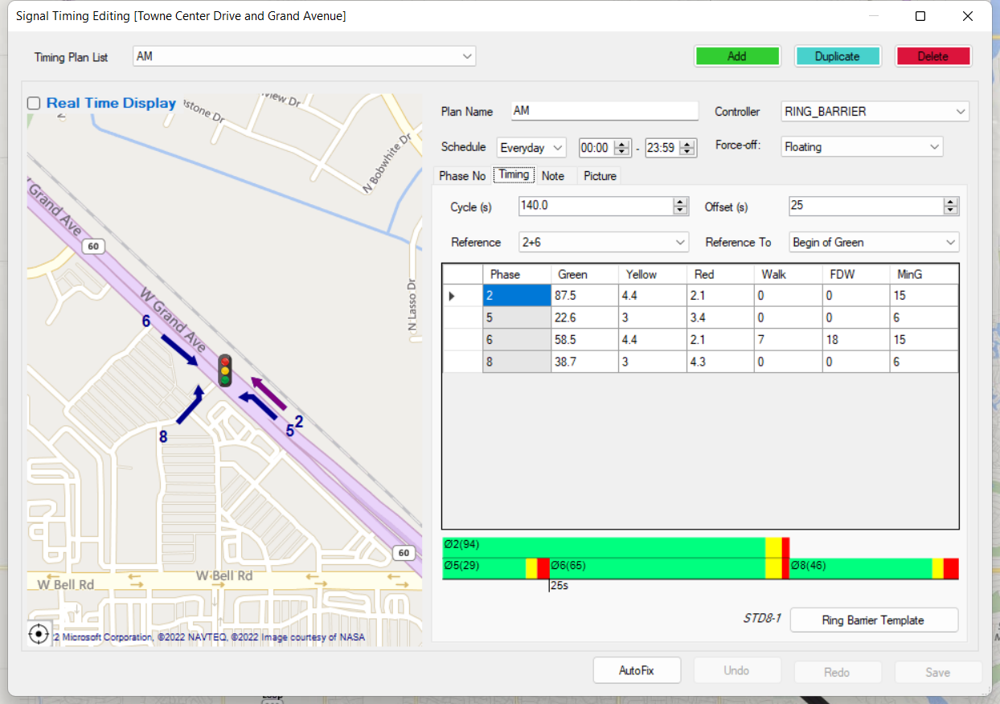 Signal Timing Editing [Towne Center Drive and Grand Avenue]
Timing Plan List AM Add Duplicate Delete
Real Time Display
stone Dr
view Dr
N Bobwhite Dr
W Grand Ave
60
W Grand Ave
N Lasso Dr
6
2
5
8
60
W Bell Rd
W Bell Rd
2 Microsoft Corporation, ©2022 NAVTEQ, ©2022 Image courtesy of NASA
Plan Name AM Controller RING_BARRIER
Schedule Everyday 00:00 - 23:59 Force-off: Floating
Phase No Timing Note Picture
Cycle (s) 140.0 Offset (s) 25
Reference 2+6 Reference To Begin of Green
Phase Green Yellow Red Walk FDW MinG
2 87.5 4.4 2.1 0 0 15
5 22.6 3 3.4 0 0 6
6 58.5 4.4 2.1 7 18 15
8 38.7 3 4.3 0 0 6
Ø2(94)
Ø5(29) Ø6(65) Ø8(46)
25s
STD8-1 Ring Barrier Template
AutoFix Undo Redo Save